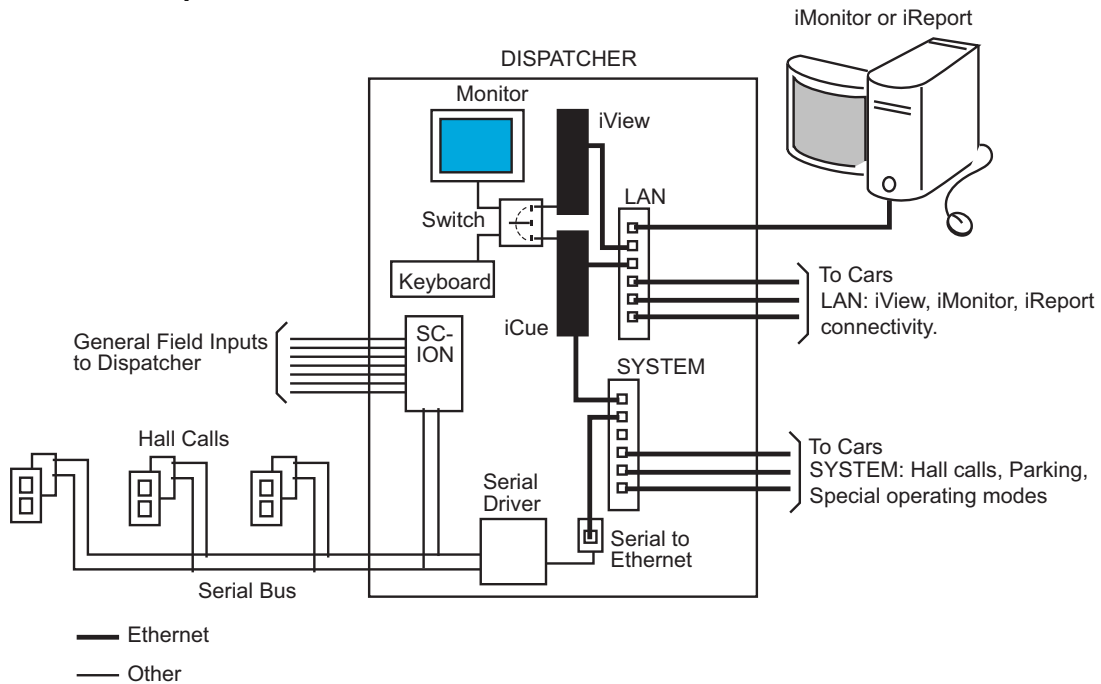 iMonitor or iReport
DISPATCHER
Monitor
iView
LAN
Switch
Keyboard
To Cars
LAN: iView, iMonitor, iReport
connectivity.
iCue
General Field Inputs
to Dispatcher
SC-
ION
SYSTEM
Hall Calls
To Cars
SYSTEM: Hall calls, Parking,
Special operating modes
Serial
Driver
Serial to
Ethernet
Serial Bus
Ethernet
Other